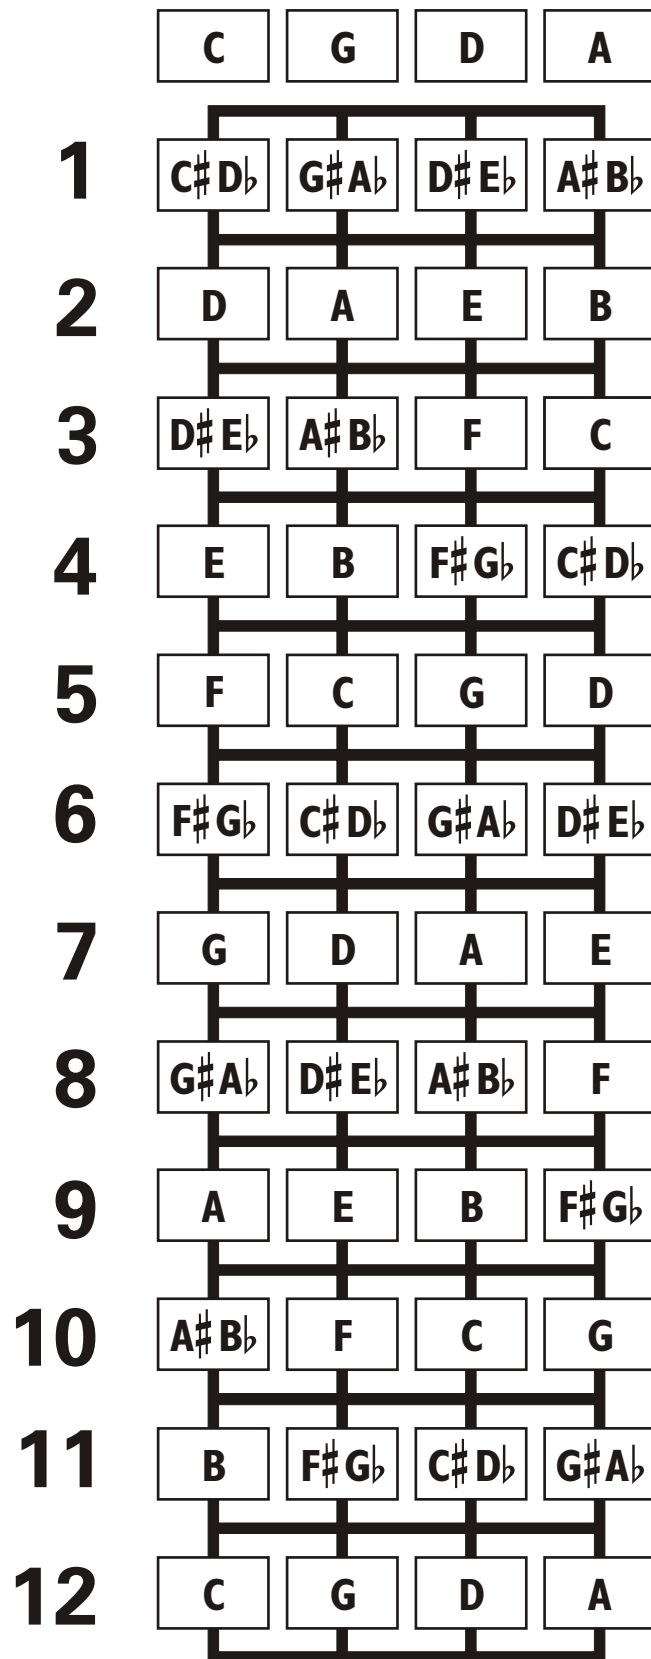 C G D A
1 C♯D♭ G♯A♭ D♯E♭ A♯B♭
2 D A E B
3 D♯E♭ A♯B♭ F C
4 E B F♯G♭ C♯D♭
5 F C G D
6 F♯G♭ C♯D♭ G♯A♭ D♯E♭
7 G D A E
8 G♯A♭ D♯E♭ A♯B♭ F
9 A E B F♯G♭
10 A♯B♭ F C G
11 B F♯G♭ C♯D♭ G♯A♭
12 C G D A